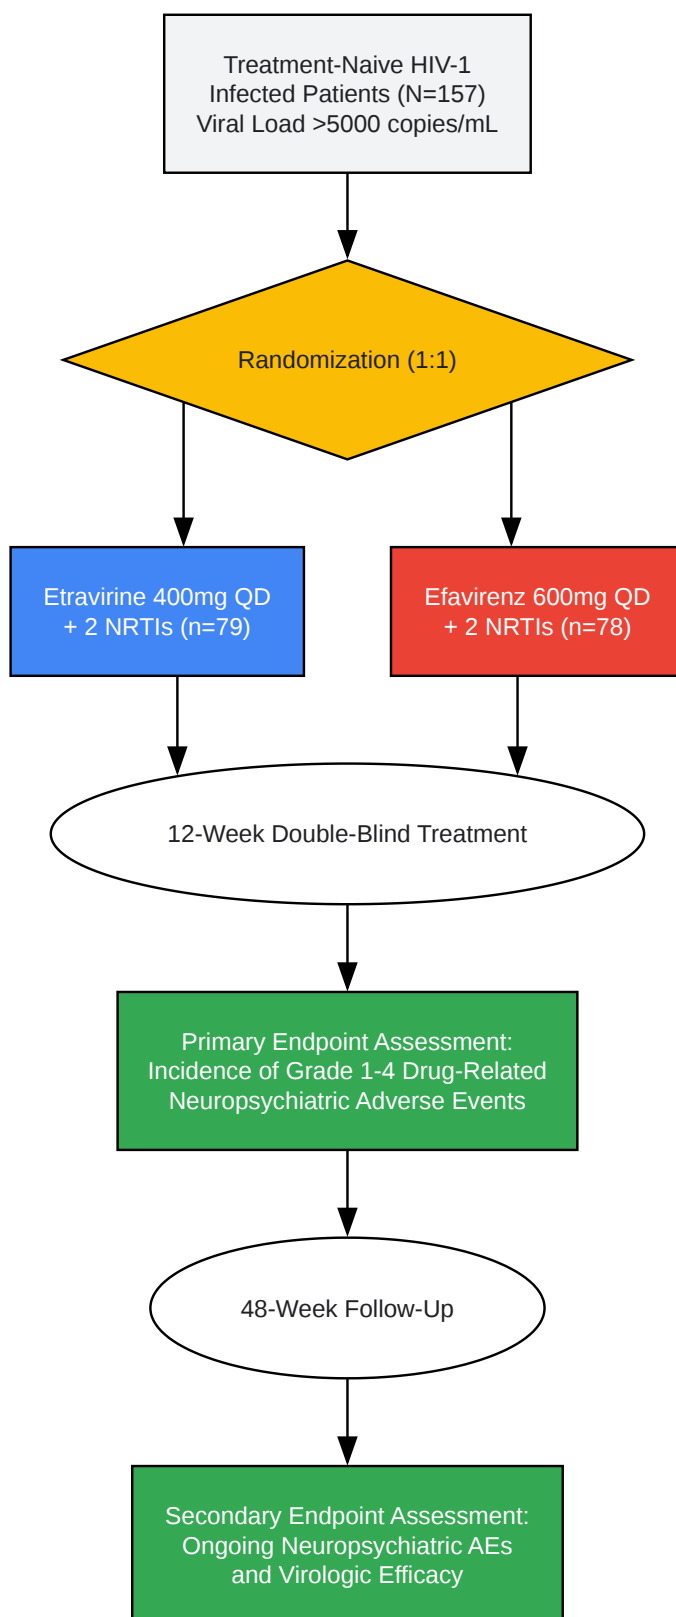 Treatment-Naive HIV-1
Infected Patients (N=157)
Viral Load >5000 copies/mL
Randomization (1:1)
Etravirine 400mg QD
+ 2 NRTIs (n=79)
Efavirenz 600mg QD
+ 2 NRTIs (n=78)
12-Week Double-Blind Treatment
Primary Endpoint Assessment:
Incidence of Grade 1-4 Drug-Related
Neuropsychiatric Adverse Events
48-Week Follow-Up
Secondary Endpoint Assessment:
Ongoing Neuropsychiatric AEs
and Virologic Efficacy